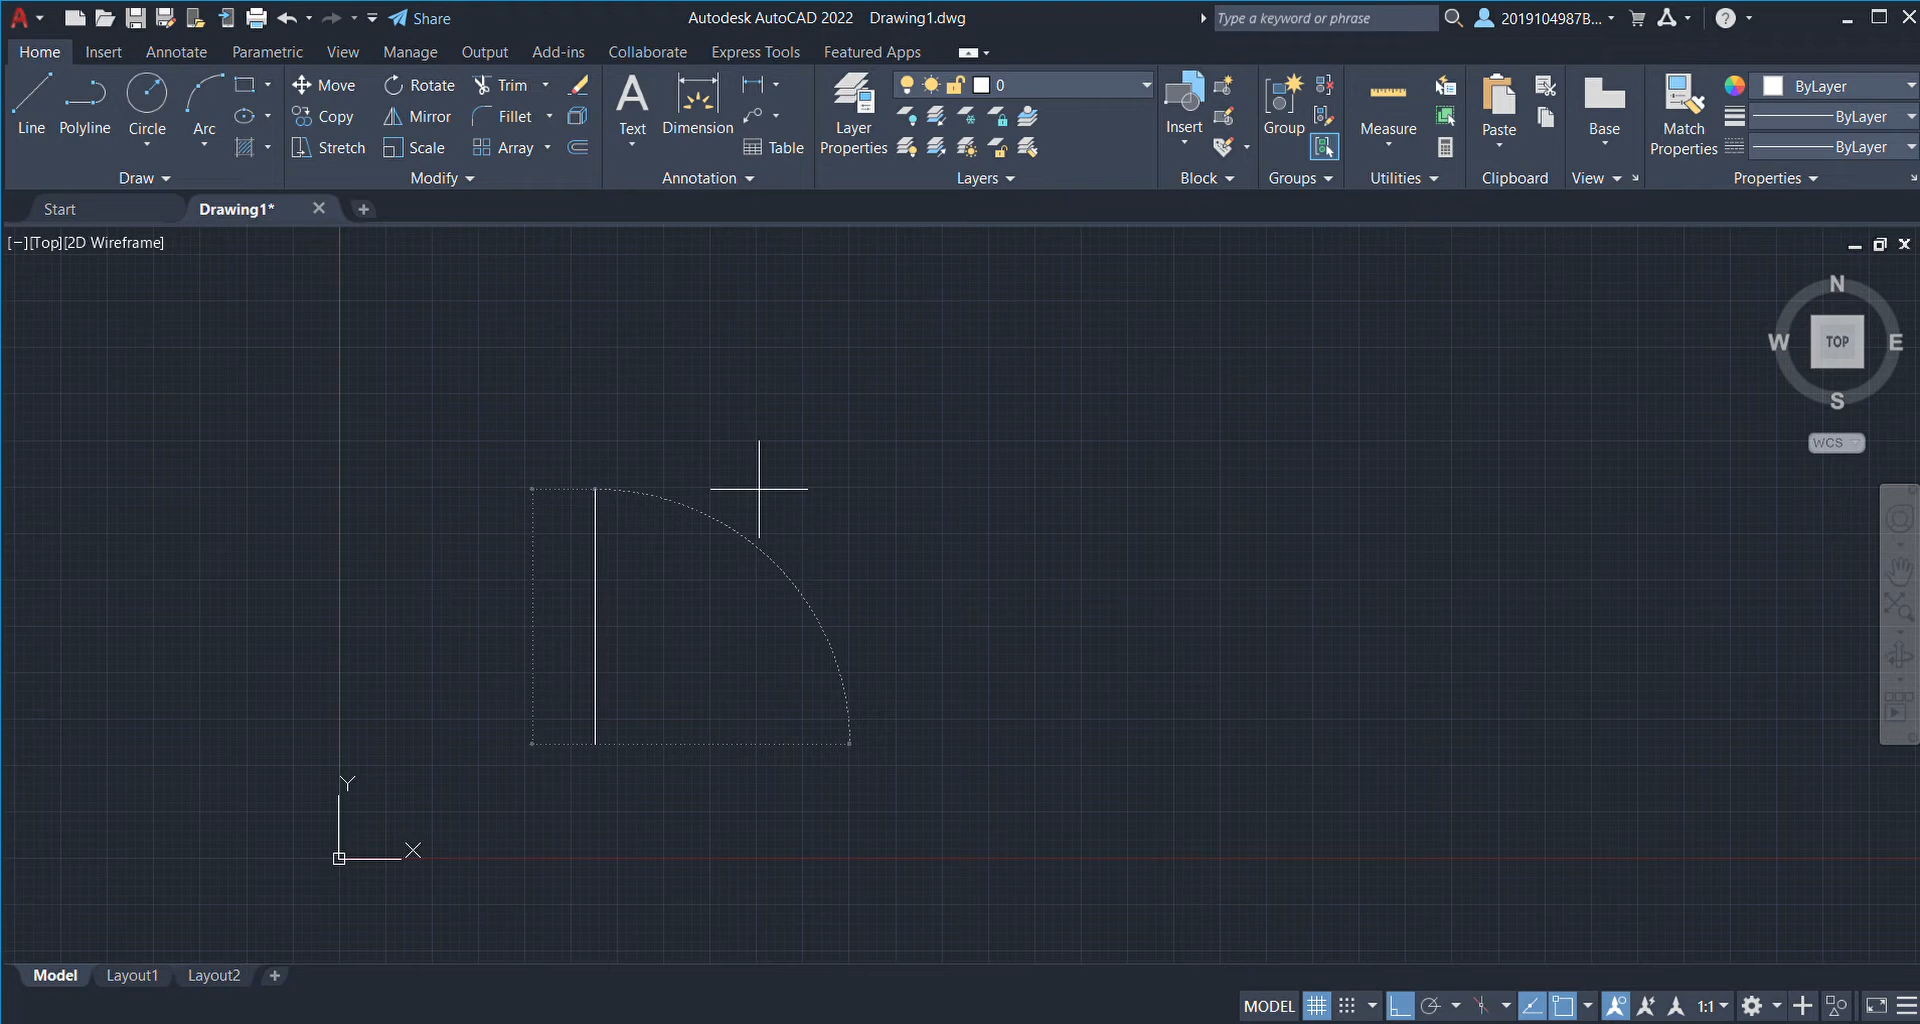 Share
Autodesk AutoCAD 2022 Drawing1.dwg
Type a keyword or phrase
2019104987B...
Home Insert Annotate Parametric View Manage Output Add-ins Collaborate Express Tools Featured Apps
Line Polyline Circle Arc
Move Rotate Trim
Copy Mirror Fillet
Stretch Scale Array
Text Dimension Table
Layer Properties
0
Insert
Group
Measure
Paste
Base
Match Properties
ByLayer
ByLayer
ByLayer
Draw Modify Annotation Layers Block Groups Utilities Clipboard View Properties
Start Drawing1*
[−][Top][2D Wireframe]
N
W TOP E
S
WCS
Y
X
Model Layout1 Layout2
MODEL 1:1